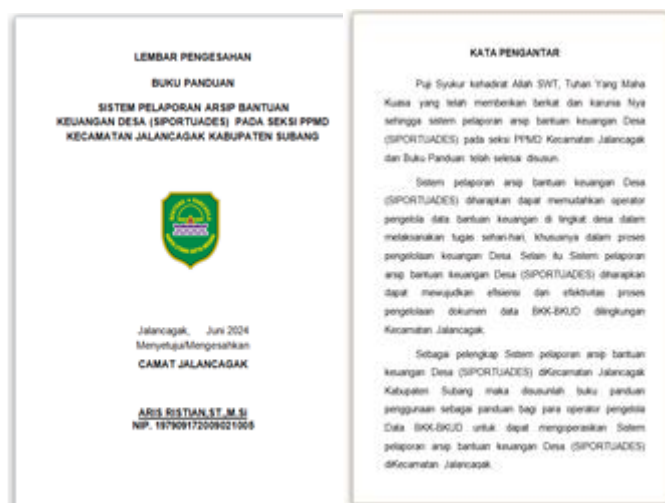 LEMBAR PENGESAHAN
BUKU PANDUAN
SISTEM PELAPORAN ARSIP BANTUAN
KEUANGAN DESA (SIPORTUADES) PADA SEKSI PPMD
KECAMATAN JALANCAGAK KABUPATEN SUBANG
Jalancagak, Juni 2024
Menyetujui/Mengesahkan
CAMAT JALANCAGAK
ARIS RISTIAN,ST.,M.Si
NIP. 197909172009021005
KATA PENGANTAR
Puji Syukur kehadirat Allah SWT, Tuhan Yang Maha
Kuasa yang telah memberikan berkat dan karunia Nya
sehingga sistem pelaporan arsip bantuan keuangan Desa
(SIPORTUADES) pada seksi PPMD Kecamatan Jalancagak
dan Buku Panduan telah selesai disusun.
Sistem pelaporan arsip bantuan keuangan Desa
(SIPORTUADES) diharapkan dapat memudahkan operator
pengelola data bantuan keuangan di tingkat desa dalam
melaksanakan tugas sehari-hari, khususnya dalam proses
pengelolaan keuangan Desa. Selain itu Sistem pelaporan
arsip bantuan keuangan Desa (SIPORTUADES) diharapkan
dapat mewujudkan efisiensi dan efektivitas proses
pengelolaan dokumen data BKK-BKUD dilingkungan
Kecamatan Jalancagak.
Sebagai pelengkap Sistem pelaporan arsip bantuan
keuangan Desa (SIPORTUADES) diKecamatan Jalancagak
Kabupaten Subang maka disusunlah buku panduan
penggunaan sebagai panduan bagi para operator pengelola
Data BKK-BKUD untuk dapat mengoperasikan Sistem
pelaporan arsip bantuan keuangan Desa (SIPORTUADES)
diKecamatan Jalancagak